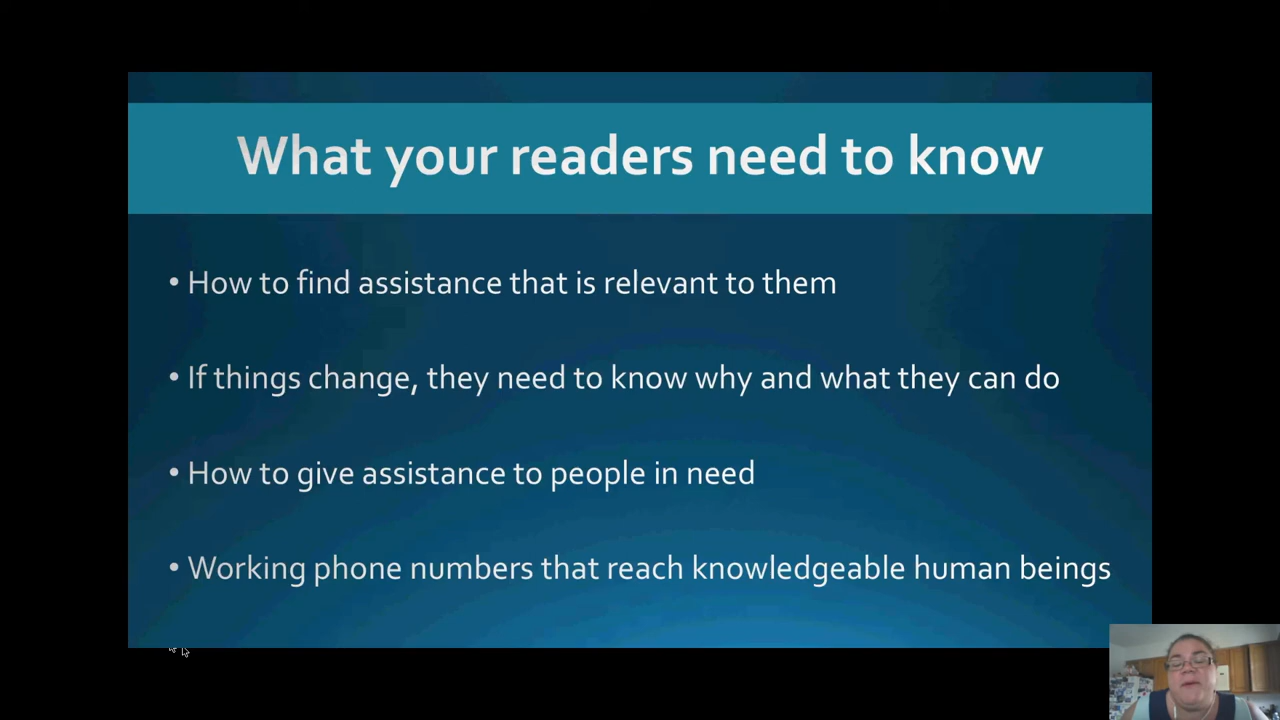 What your readers need to know
• How to find assistance that is relevant to them
• If things change, they need to know why and what they can do
• How to give assistance to people in need
• Working phone numbers that reach knowledgeable human beings